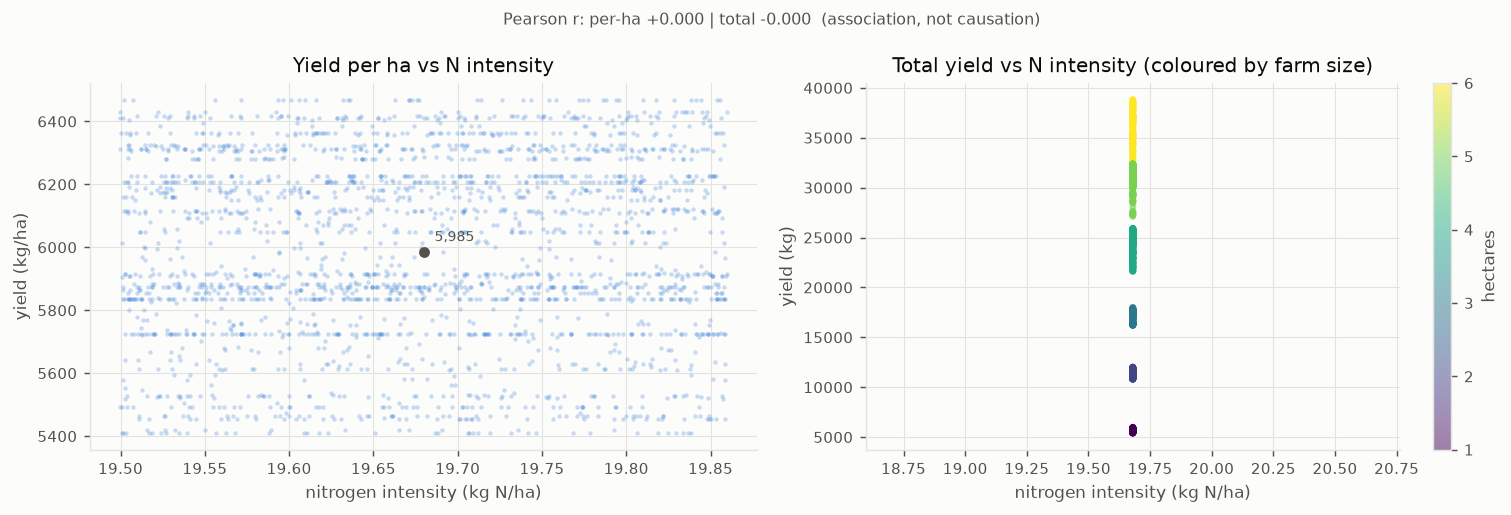 Pearson r: per-ha +0.000 | total -0.000  (association, not causation)
Yield per ha vs N intensity
yield (kg/ha)
6400
6200
6000
5800
5600
5400
5,985
19.50 19.55 19.60 19.65 19.70 19.75 19.80 19.85
nitrogen intensity (kg N/ha)
Total yield vs N intensity (coloured by farm size)
yield (kg)
40000
35000
30000
25000
20000
15000
10000
5000
18.75 19.00 19.25 19.50 19.75 20.00 20.25 20.50 20.75
nitrogen intensity (kg N/ha)
6
5
4
3
2
1
hectares